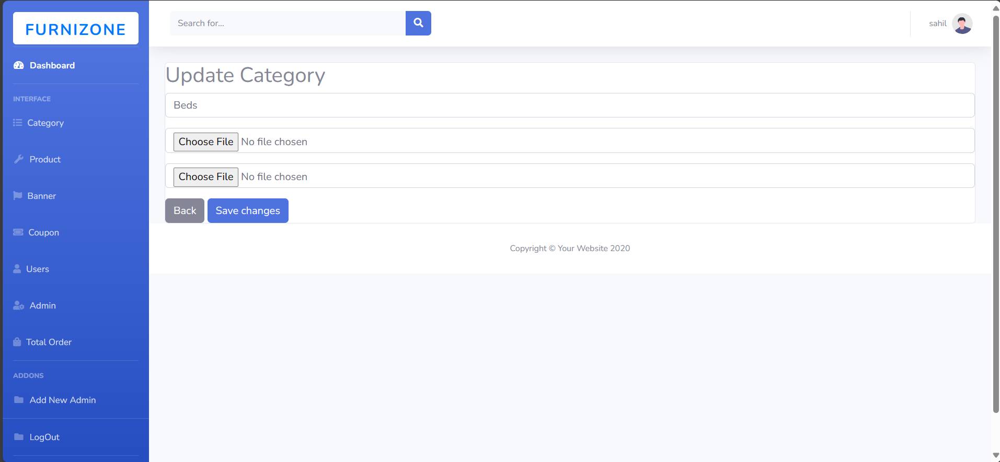 FURNIZONE
Dashboard
INTERFACE
Category
Product
Banner
Coupon
Users
Admin
Total Order
ADDONS
Add New Admin
LogOut
Search for...
sahil
Update Category
Beds
Choose File No file chosen
Choose File No file chosen
Back Save changes
Copyright © Your Website 2020